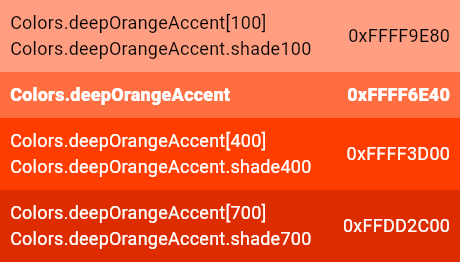 Colors.deepOrangeAccent[100]
Colors.deepOrangeAccent.shade100
0xFFFF9E80
Colors.deepOrangeAccent
0xFFFF6E40
Colors.deepOrangeAccent[400]
Colors.deepOrangeAccent.shade400
0xFFFF3D00
Colors.deepOrangeAccent[700]
Colors.deepOrangeAccent.shade700
0xFFDD2C00